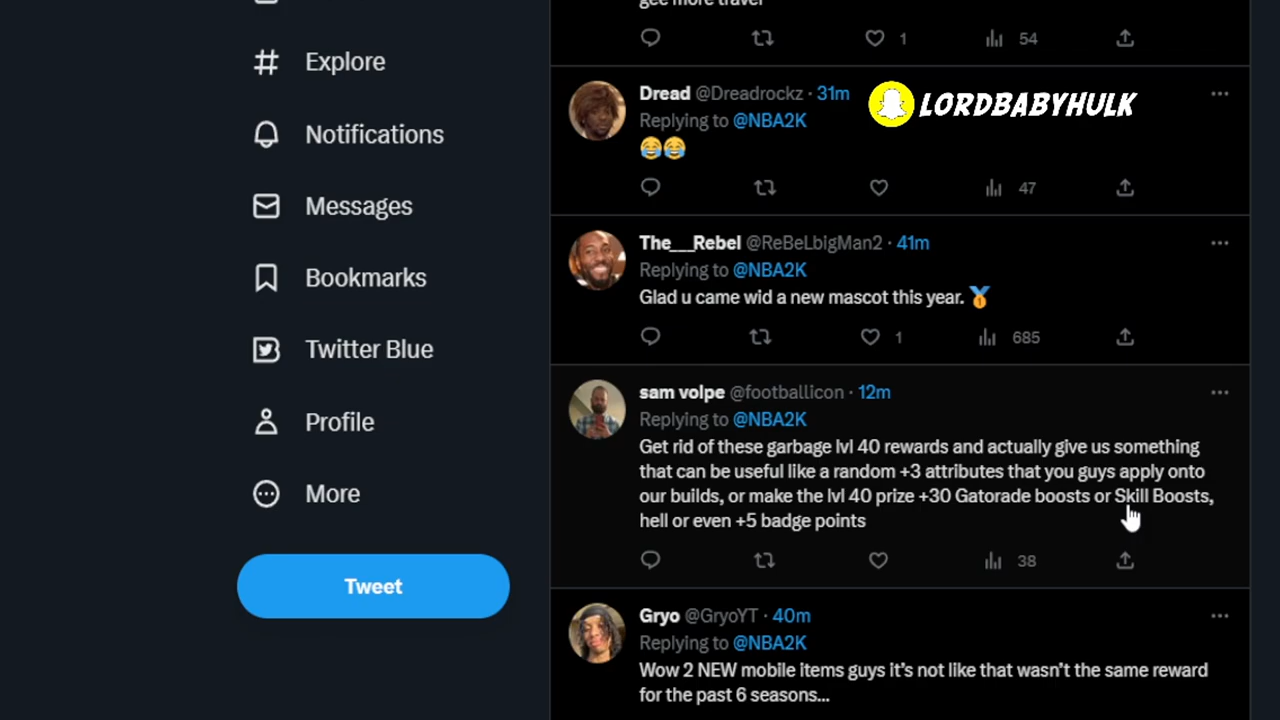 gee more travel
1 54
Explore
Dread @Dreadrockz · 31m
LORDBABYHULK
Replying to @NBA2K
😂😂
Notifications
47
Messages
The___Rebel @ReBeLbigMan2 · 41m
Replying to @NBA2K
Glad u came wid a new mascot this year. 🏅
Bookmarks
1 685
Twitter Blue
sam volpe @footballicon · 12m
Replying to @NBA2K
Get rid of these garbage lvl 40 rewards and actually give us something
that can be useful like a random +3 attributes that you guys apply onto
our builds, or make the lvl 40 prize +30 Gatorade boosts or Skill Boosts,
hell or even +5 badge points
Profile
More
38
Tweet
Gryo @GryoYT · 40m
Replying to @NBA2K
Wow 2 NEW mobile items guys it's not like that wasn't the same reward
for the past 6 seasons...